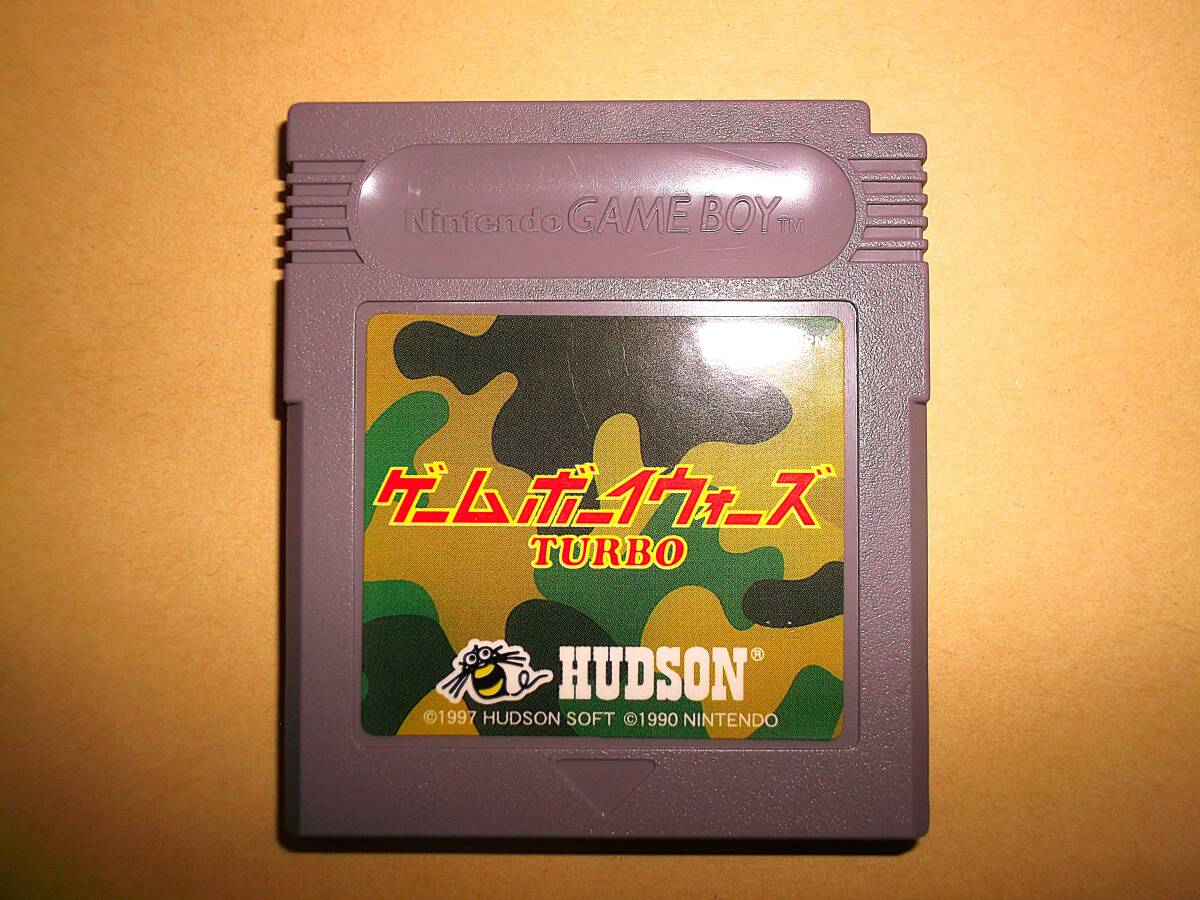 Nintendo GAME BOY™
ゲームボーイウォーズ
TURBO
HUDSON®
©1997 HUDSON SOFT ©1990 NINTENDO